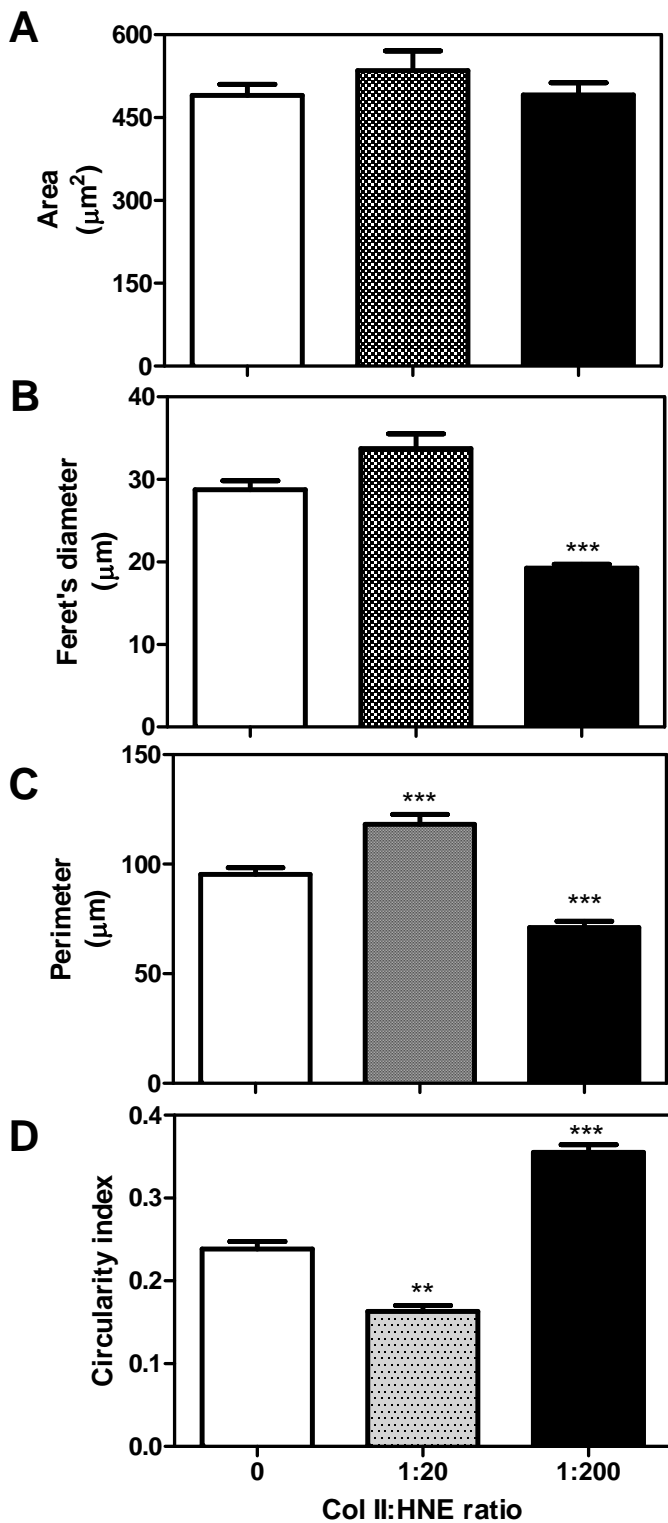 A
600
450
300
150
0
Area
(μm²)
B
40
30
20
10
0
Feret's diameter
(μm)
***
C
150
100
50
0
Perimeter
(μm)
***
***
D
0.4
0.3
0.2
0.1
0.0
Circularity index
**
***
0 1:20 1:200
Col II:HNE ratio